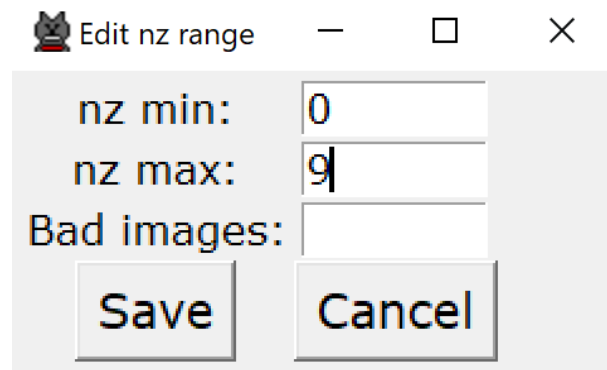 Edit nz range
nz min: 0
nz max: 9
Bad images:
Save Cancel